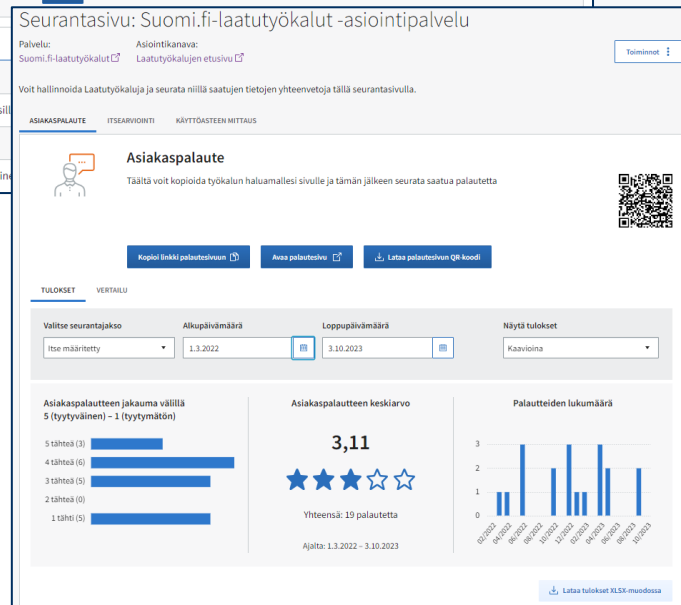 Seurantasivu: Suomi.fi-laatutyökalut -asiointipalvelu
Palvelu:
Suomi.fi-laatutyökalut
Asiointikanava:
Laatutyökalujen etusivu
Toiminnot
Voit hallinnoida Laatutyökaluja ja seurata niillä saatujen tietojen yhteenvetoja tällä seurantasivulla.
ASIAKASPALAUTE ITSEARVIOINTI KÄYTTÖASTEEN MITTAUS
Asiakaspalaute
Täältä voit kopioida työkalun haluamallesi sivulle ja tämän jälkeen seurata saatua palautetta
Kopioi linkki palautesivuun Avaa palautesivu Lataa palautesivun QR-koodi
TULOKSET VERTAILU
Valitse seurantajakso Alkupäivämäärä Loppupäivämäärä Näytä tulokset
Itse määritetty 1.3.2022 3.10.2023 Kaavioina
Asiakaspalautteen jakauma välillä
5 (tyytyväinen) – 1 (tyytymätön)
5 tähteä (3)
4 tähteä (6)
3 tähteä (5)
2 tähteä (0)
1 tähti (5)
Asiakaspalautteen keskiarvo
3,11
Yhteensä: 19 palautetta
Ajalta: 1.3.2022 – 3.10.2023
Palautteiden lukumäärä
3
2
1
0
02/2022 04/2022 06/2022 08/2022 10/2022 12/2022 02/2023 04/2023 06/2023 08/2023 10/2023
Lataa tulokset XLSX-muodossa